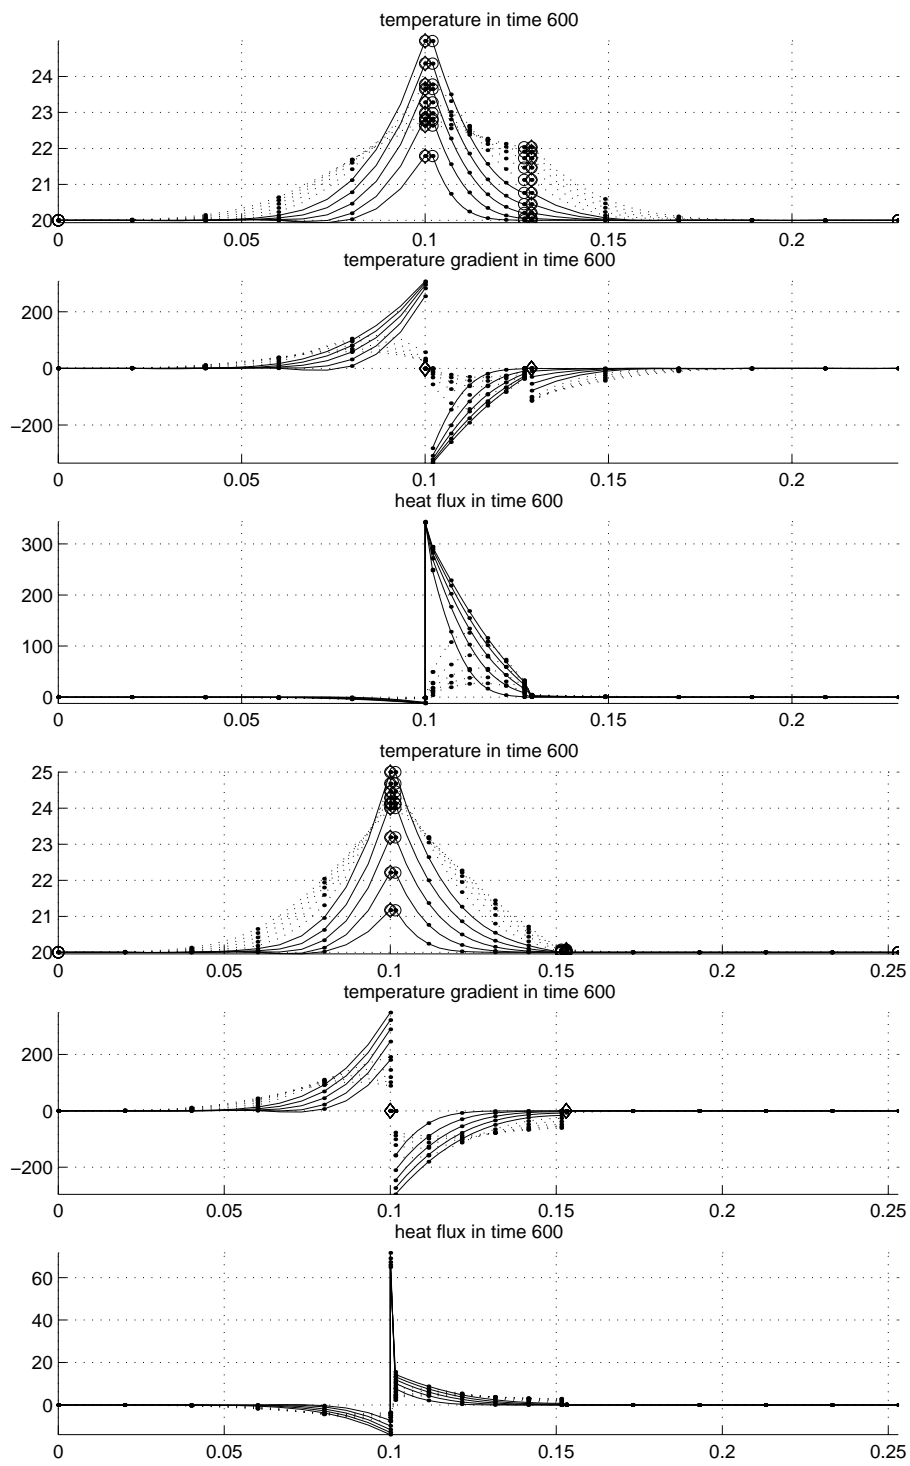 temperature in time 600
24
23
22
21
20
0 0.05 0.1 0.15 0.2
temperature gradient in time 600
200
0
−200
0 0.05 0.1 0.15 0.2
heat flux in time 600
300
200
100
0
0 0.05 0.1 0.15 0.2
temperature in time 600
25
24
23
22
21
20
0 0.05 0.1 0.15 0.2 0.25
temperature gradient in time 600
200
0
−200
0 0.05 0.1 0.15 0.2 0.25
heat flux in time 600
60
40
20
0
0 0.05 0.1 0.15 0.2 0.25